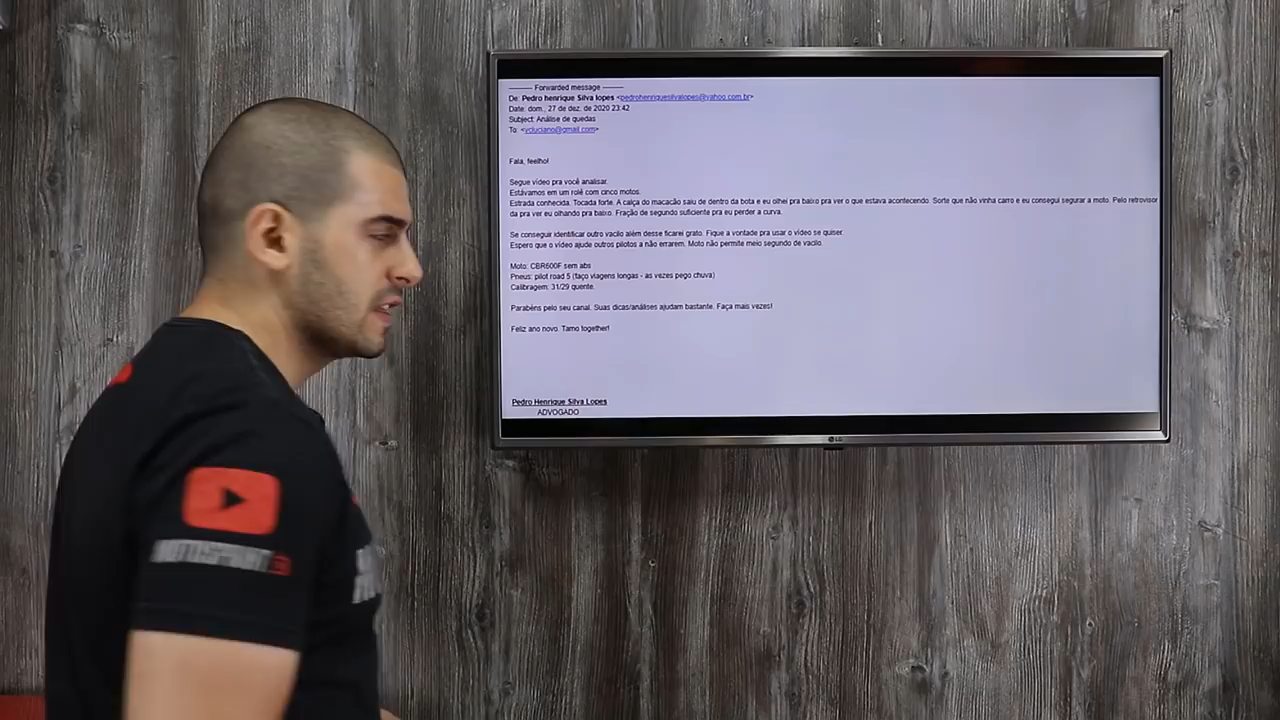 ---------- Forwarded message ---------
De: Pedro henrique Silva lopes <pedrohenriquesilvalopes@yahoo.com.br>
Date: dom., 27 de dez. de 2020 23:42
Subject: Análise de quedas
To: <vcluciano@gmail.com>
Fala, feelho!
Segue vídeo pra você analisar.
Estávamos em um rolê com cinco motos.
Estrada conhecida. Tocada forte. A calça do macacão saiu de dentro da bota e eu olhei pra baixo pra ver o que estava acontecendo. Sorte que não vinha carro e eu consegui segurar a moto. Pelo retrovisor
da pra ver eu olhando pra baixo. Fração de segundo suficiente pra eu perder a curva.
Se conseguir identificar outro vacilo além desse ficarei grato. Fique a vontade pra usar o vídeo se quiser.
Espero que o vídeo ajude outros pilotos a não errarem. Moto não permite meio segundo de vacilo.
Moto: CBR600F sem abs
Pneus: pilot road 5 (faço viagens longas - as vezes pego chuva)
Calibragem: 31/29 quente.
Parabéns pelo seu canal. Suas dicas/análises ajudam bastante. Faça mais vezes!
Feliz ano novo. Tamo together!
Pedro Henrique Silva Lopes
ADVOGADO
LG